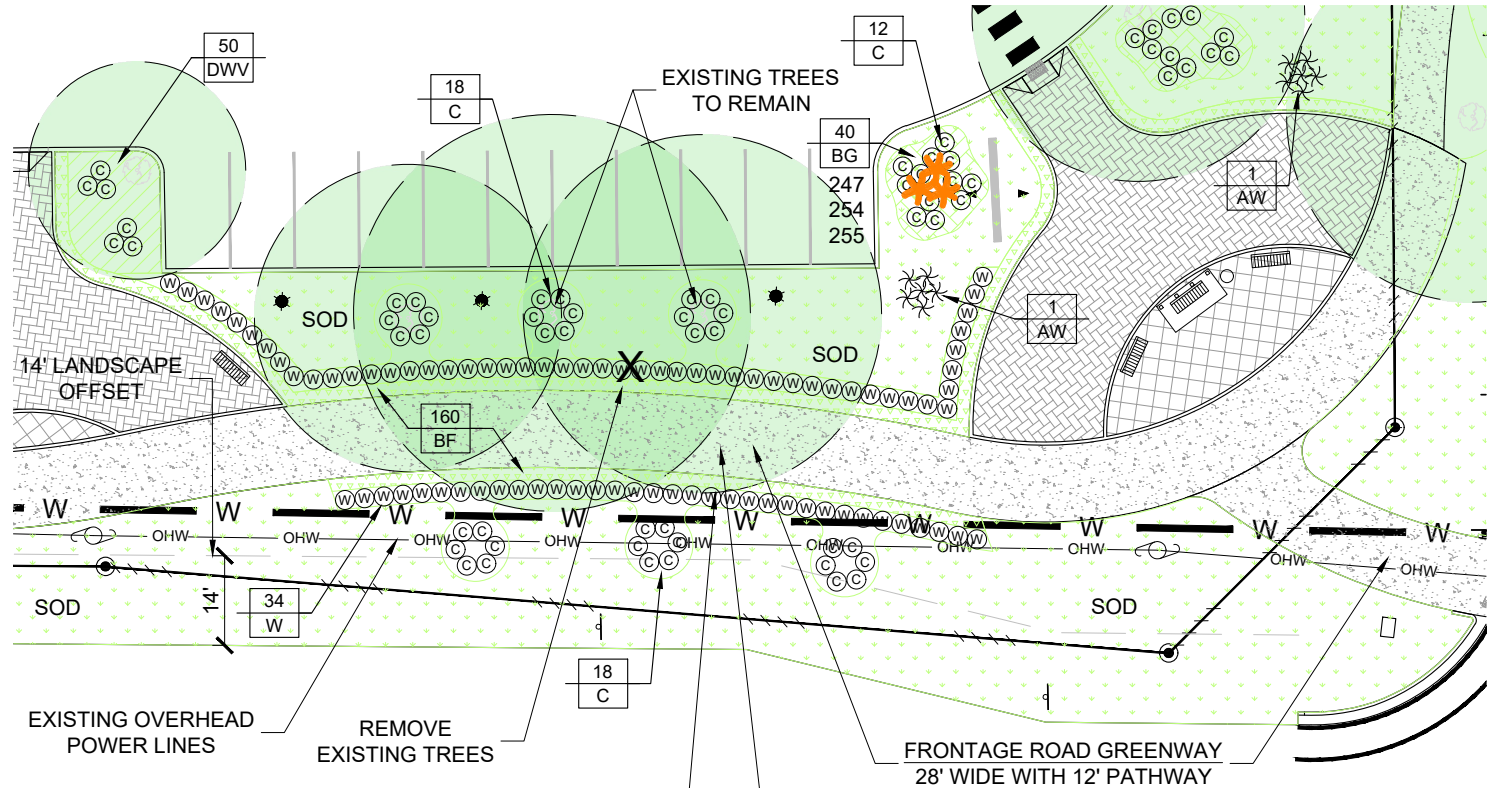 50
DWV
18
C
EXISTING TREES
TO REMAIN
12
C
40
BG
247
254
255
1
AW
1
AW
SOD
SOD
14' LANDSCAPE
OFFSET
160
BF
W W W W W W W W
OHW OHW OHW OHW OHW OHW OHW OHW OHW
X
14'
SOD
34
W
SOD
18
C
EXISTING OVERHEAD
POWER LINES
REMOVE
EXISTING TREES
FRONTAGE ROAD GREENWAY
28' WIDE WITH 12' PATHWAY